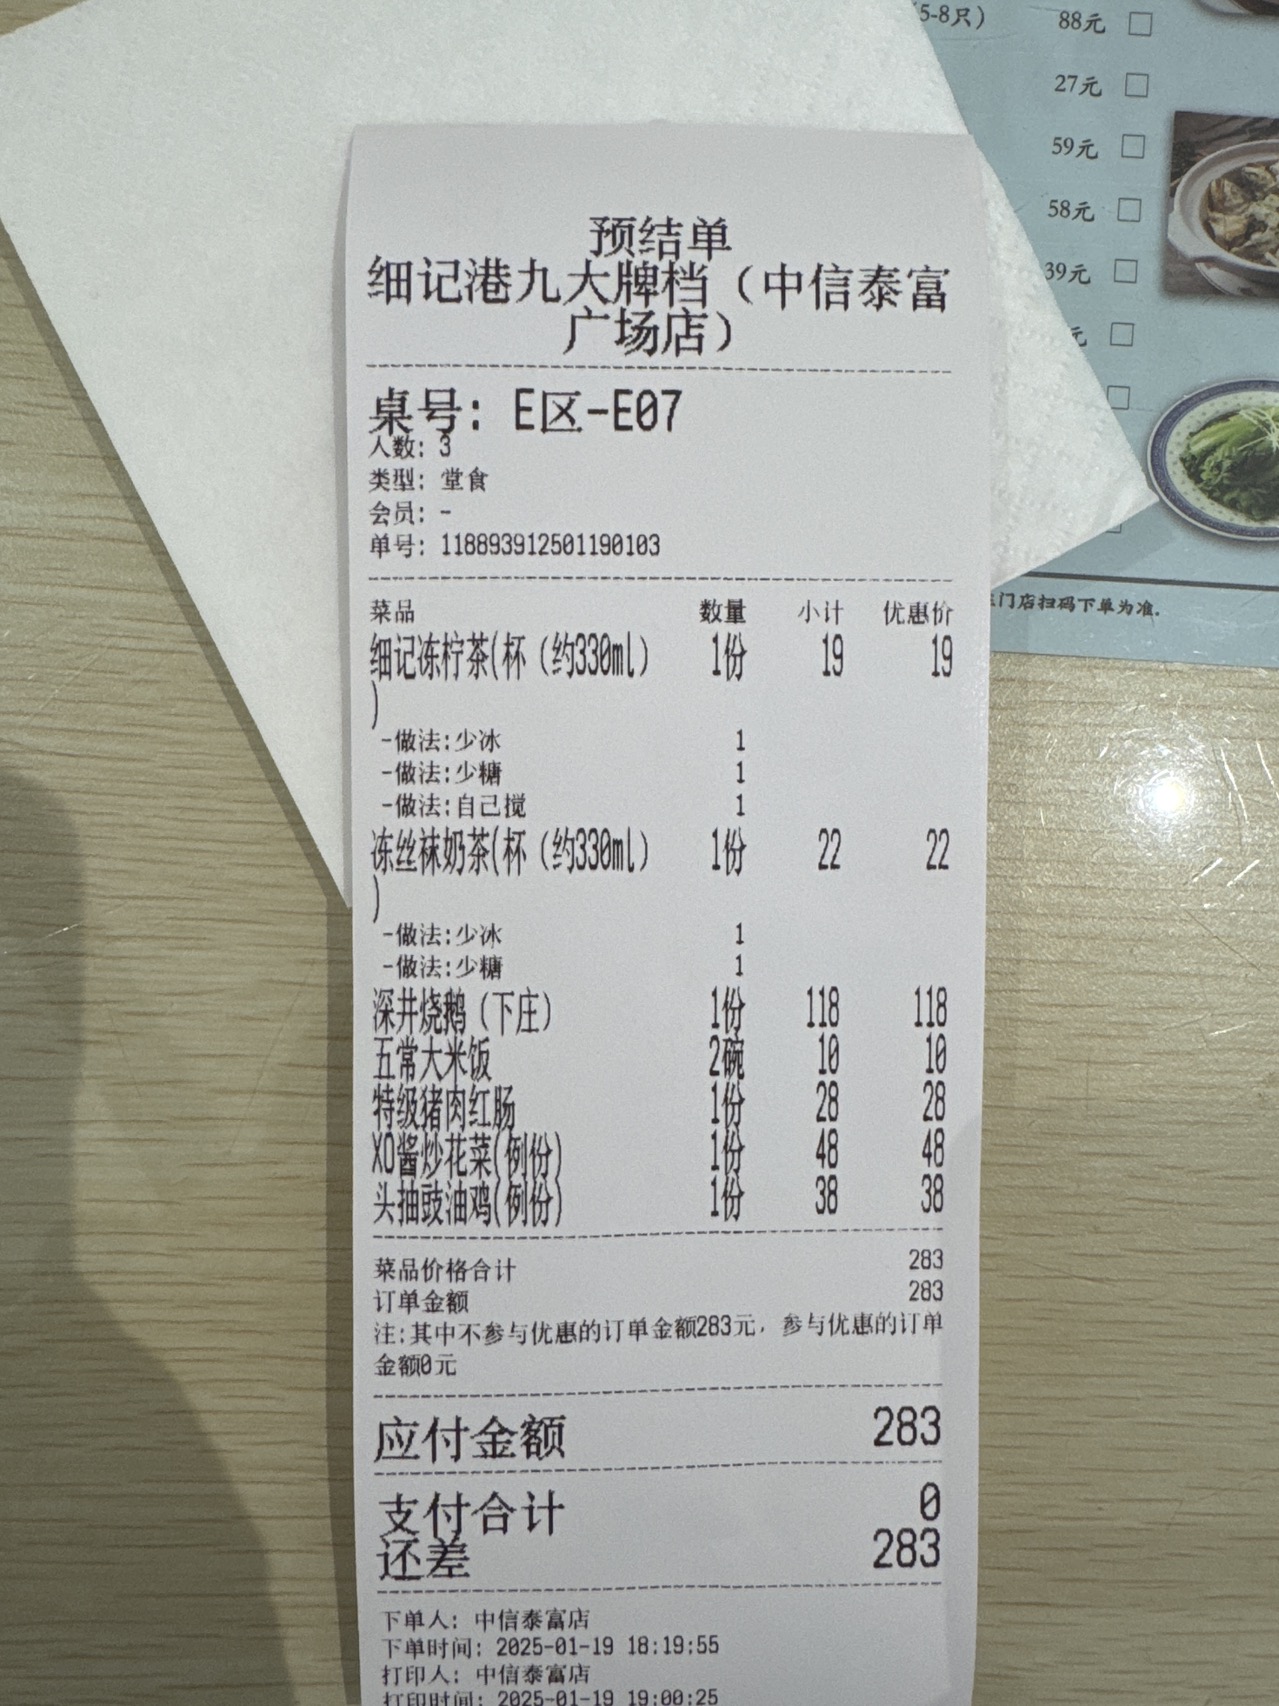 5-8只） 88元
27元
59元
58元
39元
元
主门店扫码下单为准.
预结单
细记港九大牌档（中信泰富
广场店）
桌号: E区-E07
人数: 3
类型: 堂食
会员: -
单号: 118893912501190103
菜品 数量 小计 优惠价
细记冻柠茶(杯（约330ml） 1份 19 19
)
-做法:少冰 1
-做法:少糖 1
-做法:自己搅 1
冻丝袜奶茶(杯（约330ml） 1份 22 22
)
-做法:少冰 1
-做法:少糖 1
深井烧鹅（下庄） 1份 118 118
五常大米饭 2碗 10 10
特级猪肉红肠 1份 28 28
XO酱炒花菜(例份) 1份 48 48
头抽豉油鸡(例份) 1份 38 38
菜品价格合计 283
订单金额 283
注:其中不参与优惠的订单金额283元，参与优惠的订单
金额0元
应付金额 283
支付合计 0
还差 283
下单人: 中信泰富店
下单时间: 2025-01-19 18:19:55
打印人: 中信泰富店
打印时间: 2025-01-19 19:00:25